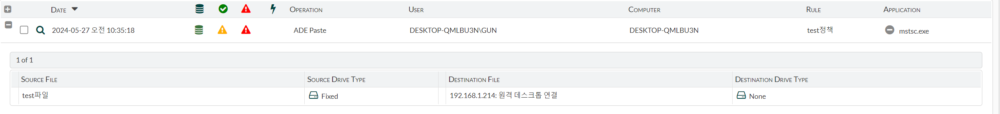 Date Operation User Computer Rule Application
2024-05-27 오전 10:35:18 ADE Paste DESKTOP-QMLBU3N\GUN DESKTOP-QMLBU3N test정책 mstsc.exe
1 of 1
Source File Source Drive Type Destination File Destination Drive Type
test파일 Fixed 192.168.1.214: 원격 데스크톱 연결 None